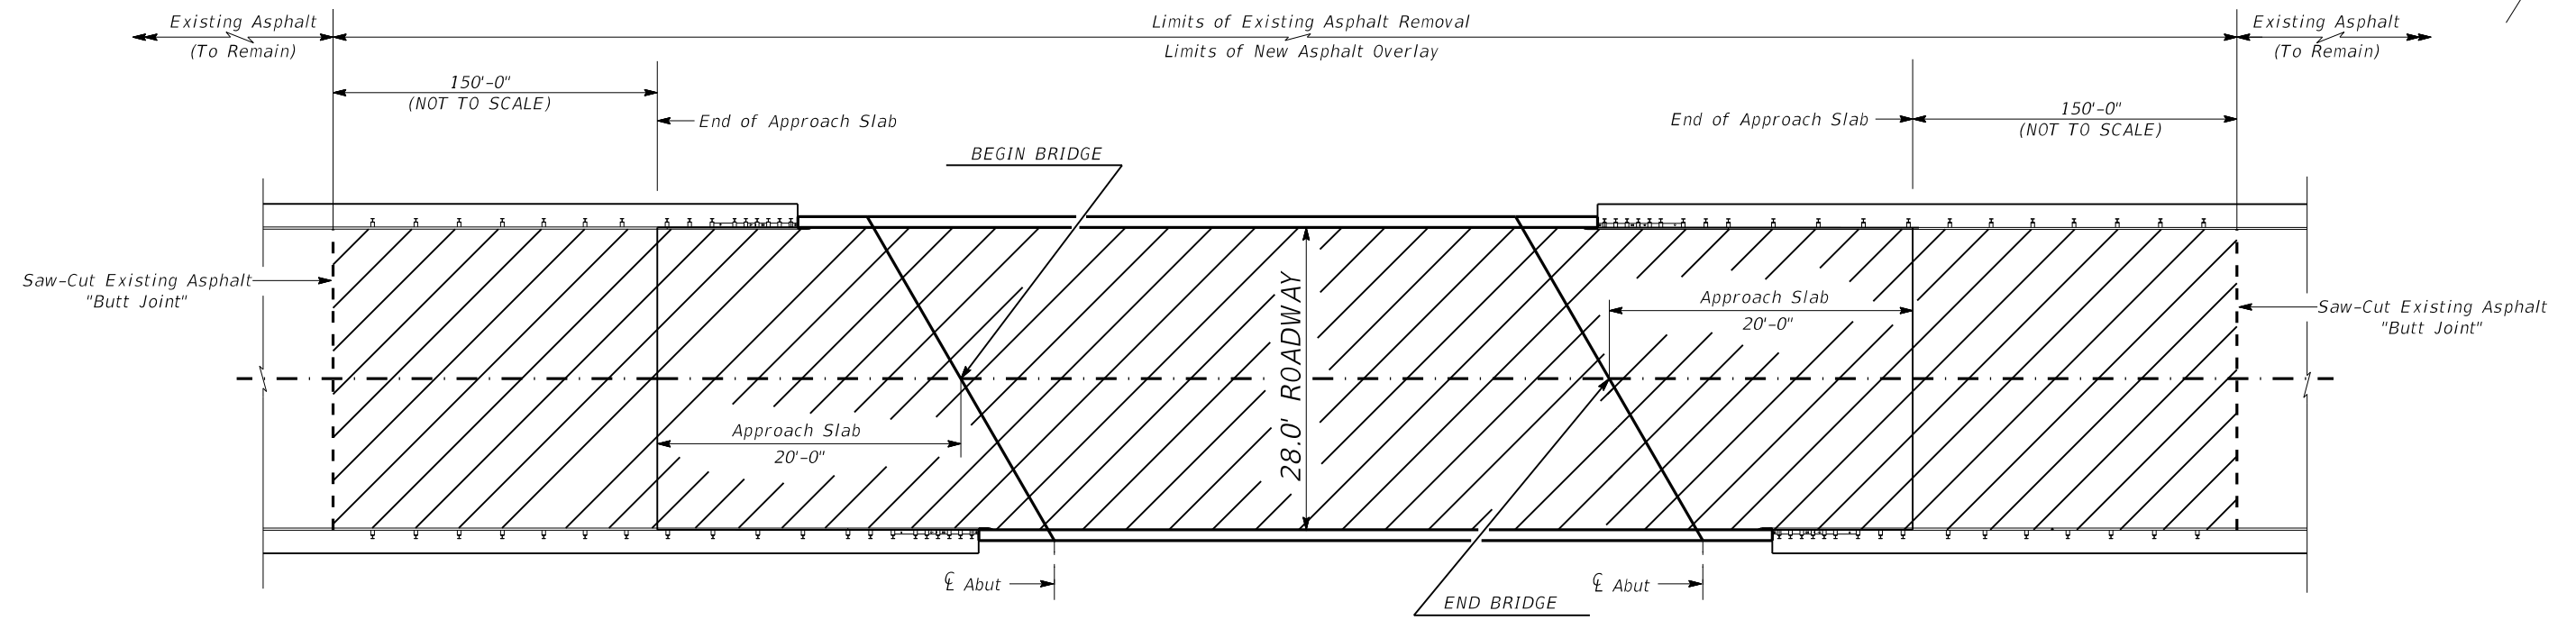 Existing Asphalt
(To Remain)
Limits of Existing Asphalt Removal
Limits of New Asphalt Overlay
Existing Asphalt
(To Remain)
150'-0"
(NOT TO SCALE)
End of Approach Slab
End of Approach Slab
150'-0"
(NOT TO SCALE)
BEGIN BRIDGE
Saw-Cut Existing Asphalt
"Butt Joint"
28.0' ROADWAY
Approach Slab
20'-0"
Saw-Cut Existing Asphalt
"Butt Joint"
Approach Slab
20'-0"
℄ Abut
℄ Abut
END BRIDGE